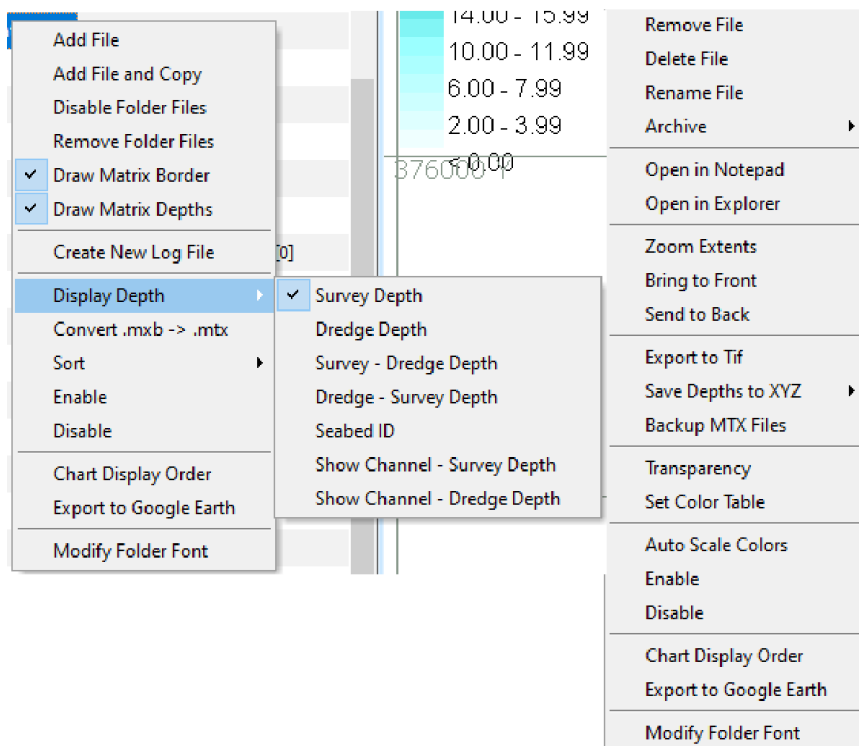 Add File
Add File and Copy
Disable Folder Files
Remove Folder Files
Draw Matrix Border
Draw Matrix Depths
Create New Log File
[0]
Display Depth
Convert .mxb -> .mtx
Sort
Enable
Disable
Chart Display Order
Export to Google Earth
Modify Folder Font
Survey Depth
Dredge Depth
Survey - Dredge Depth
Dredge - Survey Depth
Seabed ID
Show Channel - Survey Depth
Show Channel - Dredge Depth
14.00 - 15.99
10.00 - 11.99
6.00 - 7.99
2.00 - 3.99
< 0.00
376000
Remove File
Delete File
Rename File
Archive
Open in Notepad
Open in Explorer
Zoom Extents
Bring to Front
Send to Back
Export to Tif
Save Depths to XYZ
Backup MTX Files
Transparency
Set Color Table
Auto Scale Colors
Enable
Disable
Chart Display Order
Export to Google Earth
Modify Folder Font